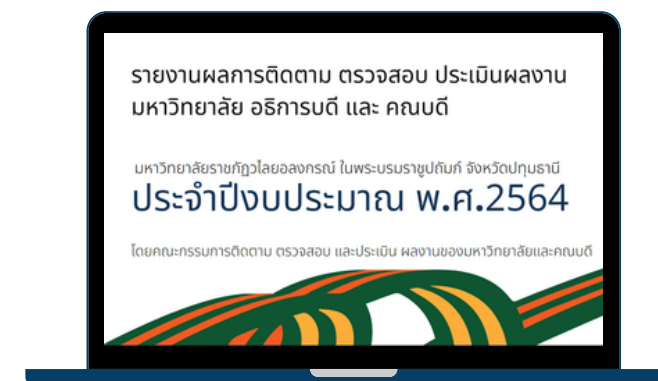 รายงานผลการติดตาม ตรวจสอบ ประเมินผลงาน
มหาวิทยาลัย อธิการบดี และ คณบดี
มหาวิทยาลัยราชภัฏวไลยอลงกรณ์ ในพระบรมราชูปถัมภ์ จังหวัดปทุมธานี
ประจำปีงบประมาณ พ.ศ.2564
โดยคณะกรรมการติดตาม ตรวจสอบ และประเมิน ผลงานของมหาวิทยาลัยและคณบดี